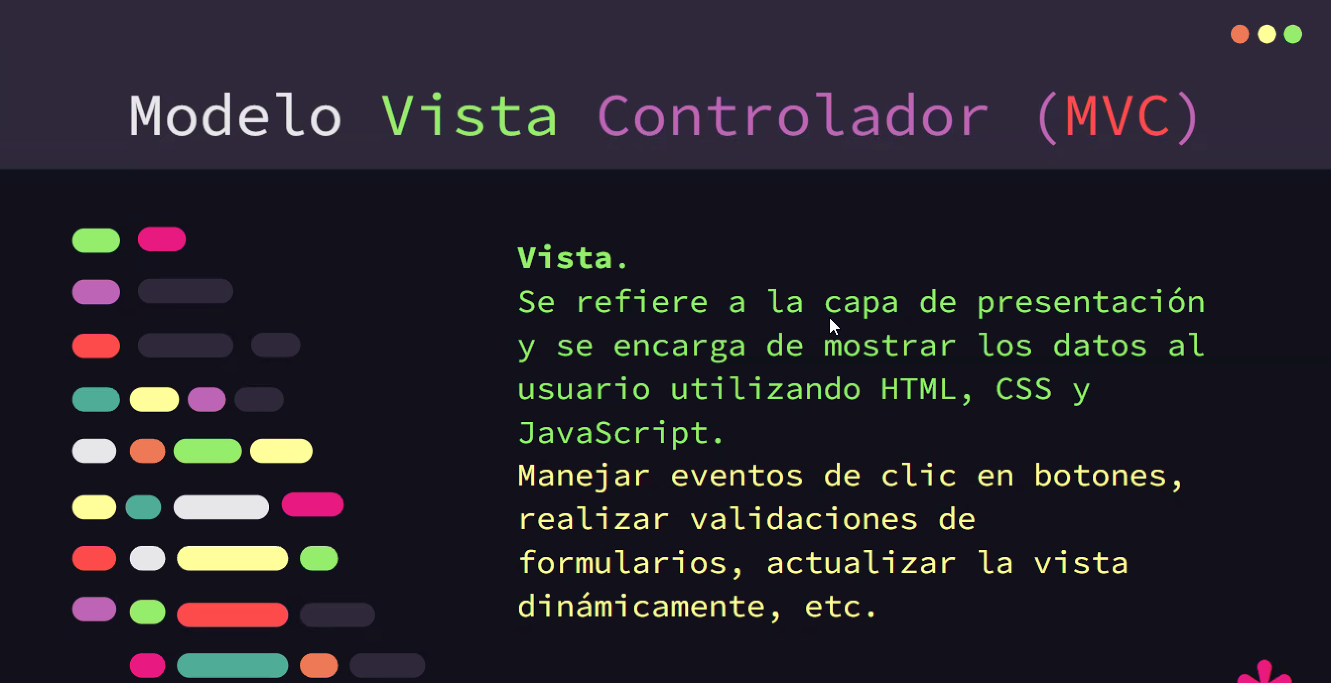 Modelo Vista Controlador (MVC)
Vista.
Se refiere a la capa de presentación
y se encarga de mostrar los datos al
usuario utilizando HTML, CSS y
JavaScript.
Manejar eventos de clic en botones,
realizar validaciones de
formularios, actualizar la vista
dinámicamente, etc.